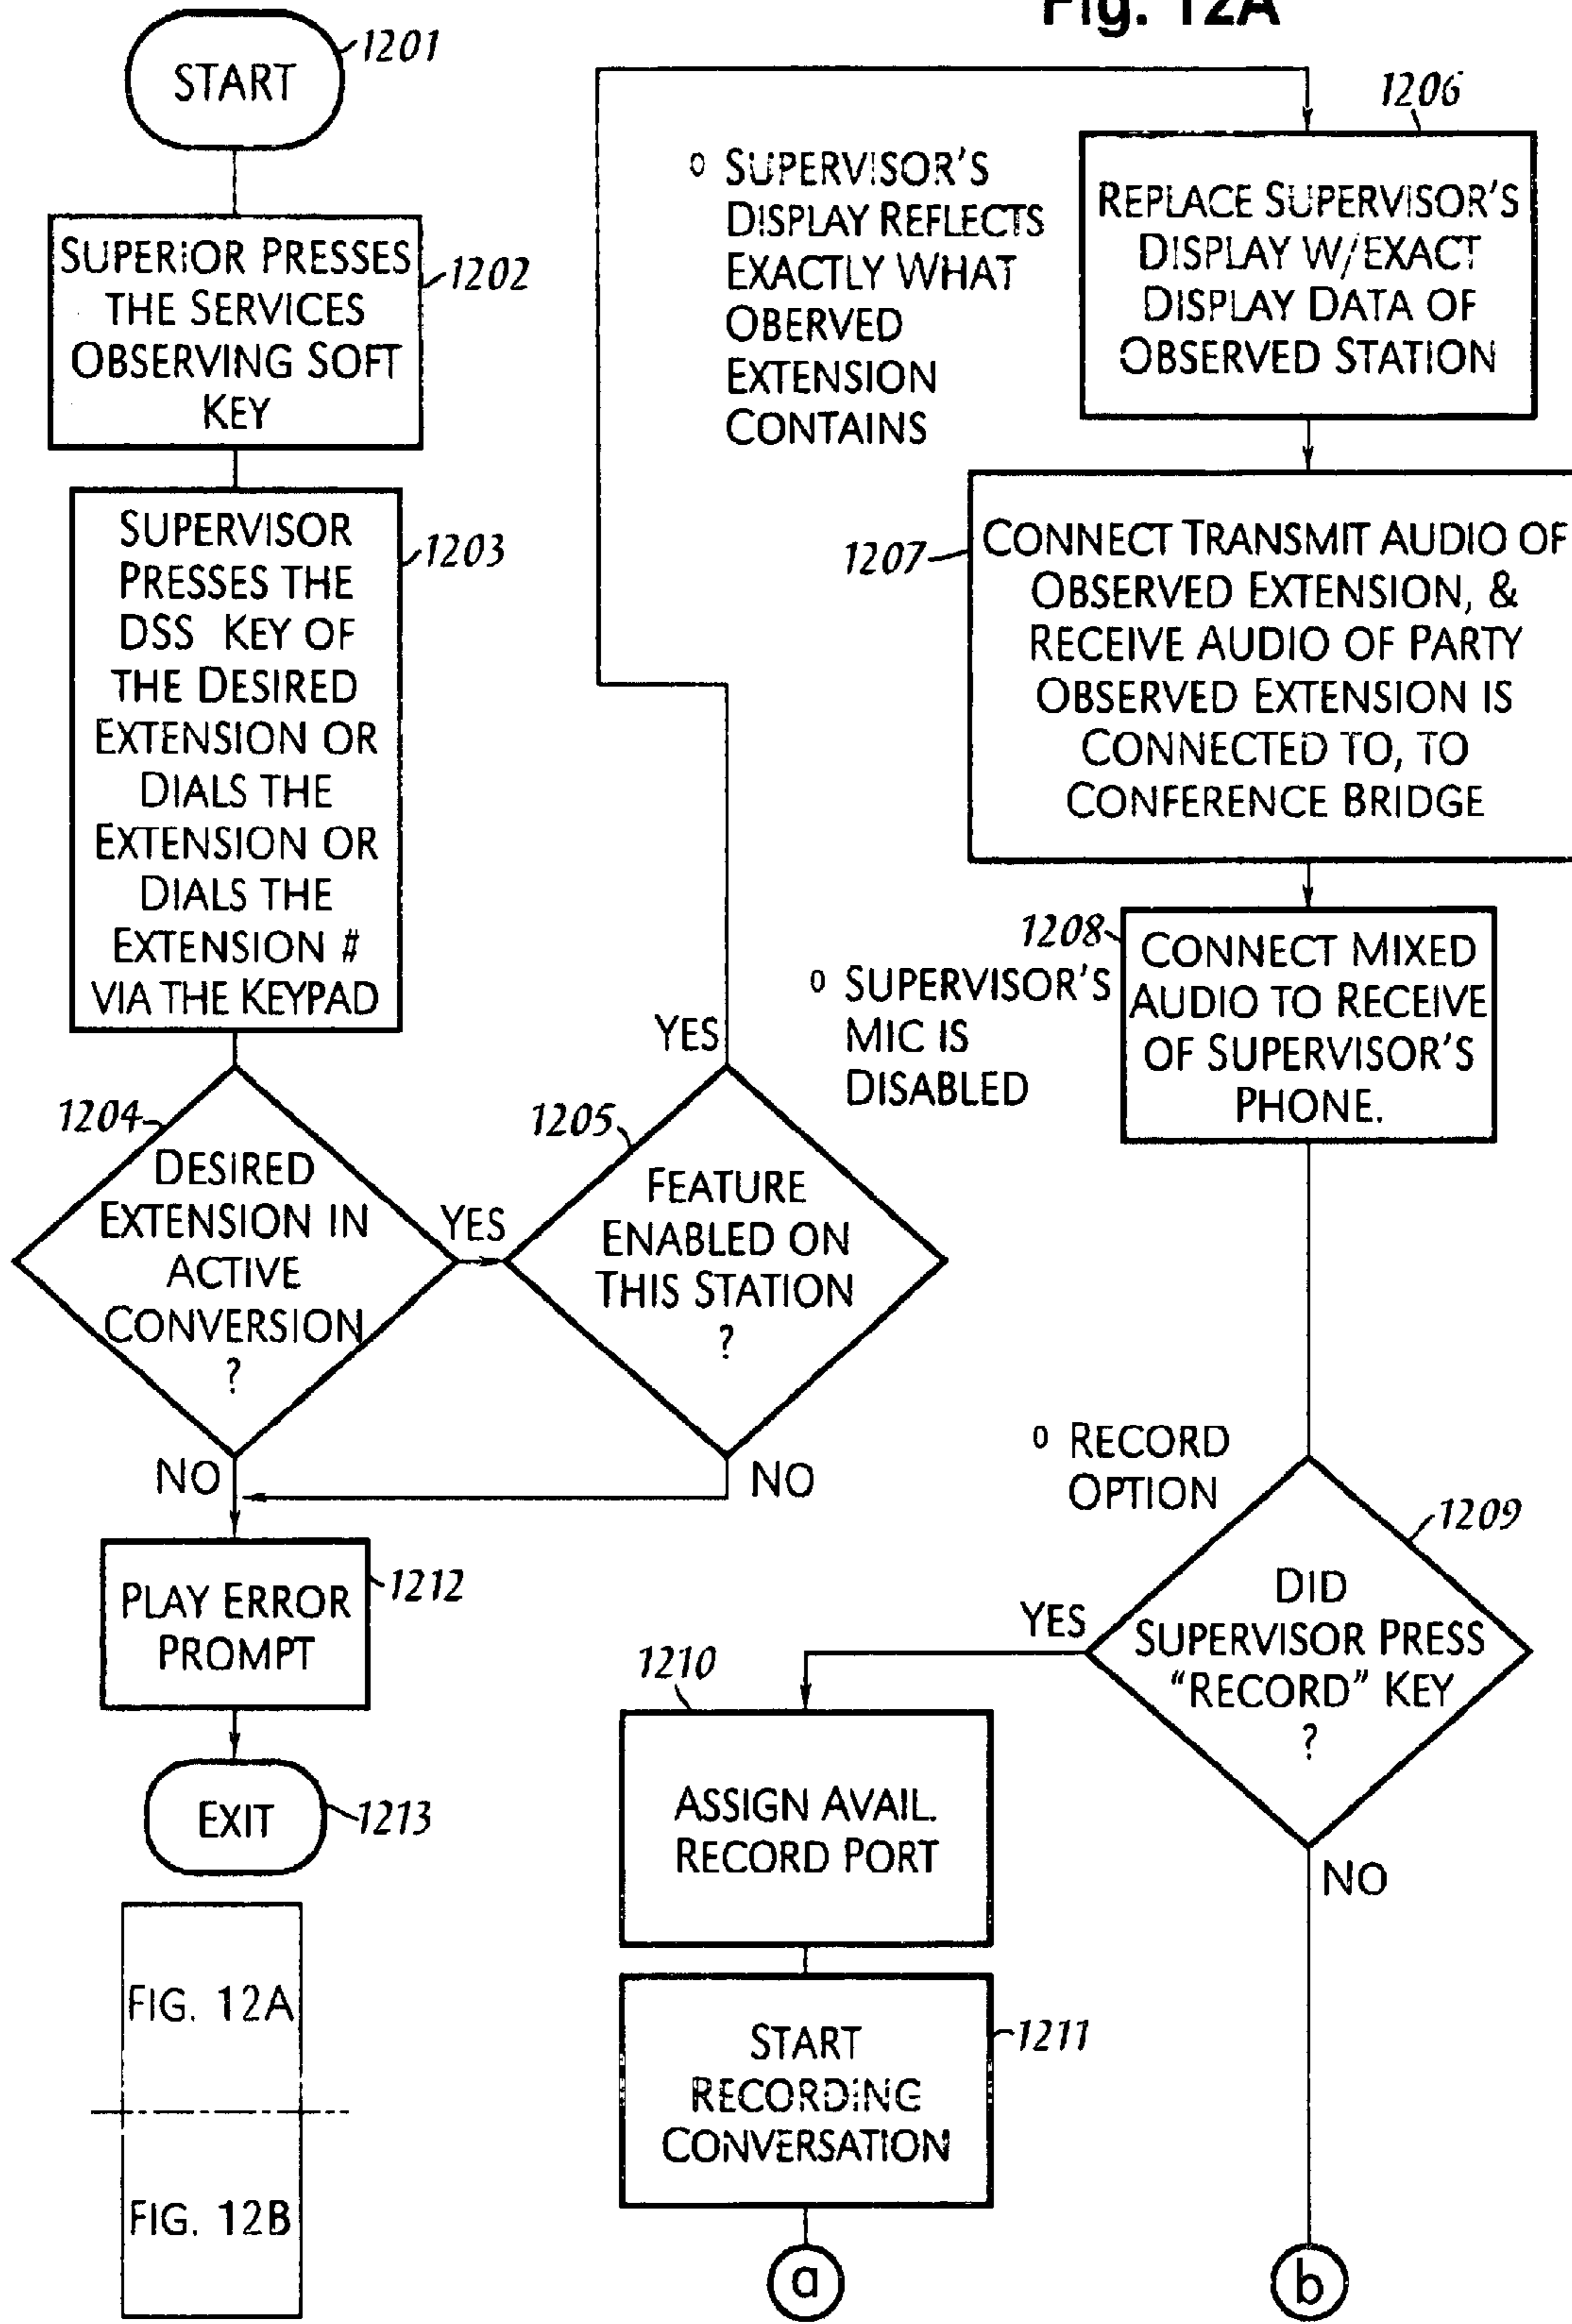 Fig. 12A
START
1201
SUPERIOR PRESSES
THE SERVICES
OBSERVING SOFT
KEY
1202
SUPERVISOR
PRESSES THE
DSS KEY OF
THE DESIRED
EXTENSION OR
DIALS THE
EXTENSION OR
DIALS THE
EXTENSION #
VIA THE KEYPAD
1203
1204
DESIRED
EXTENSION IN
ACTIVE
CONVERSION
?
YES
NO
1205
FEATURE
ENABLED ON
THIS STATION
?
YES
NO
1212
PLAY ERROR
PROMPT
EXIT
1213
FIG. 12A
FIG. 12B
o SUPERVISOR'S
DISPLAY REFLECTS
EXACTLY WHAT
OBERVED
EXTENSION
CONTAINS
1206
REPLACE SUPERVISOR'S
DISPLAY W/EXACT
DISPLAY DATA OF
OBSERVED STATION
1207
CONNECT TRANSMIT AUDIO OF
OBSERVED EXTENSION, &
RECEIVE AUDIO OF PARTY
OBSERVED EXTENSION IS
CONNECTED TO, TO
CONFERENCE BRIDGE
1208
o SUPERVISOR'S
MIC IS
DISABLED
CONNECT MIXED
AUDIO TO RECEIVE
OF SUPERVISOR'S
PHONE.
o RECORD
OPTION
1209
DID
SUPERVISOR PRESS
"RECORD" KEY
?
YES
NO
1210
ASSIGN AVAIL.
RECORD PORT
START
RECORDING
CONVERSATION
1211
a
b